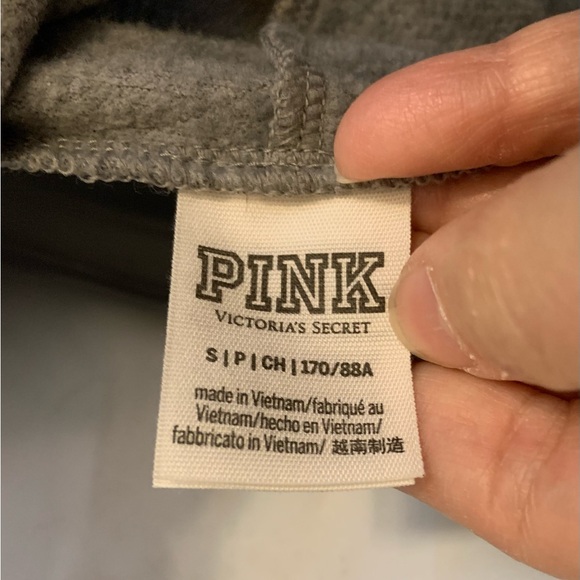 PINK
VICTORIA'S SECRET
S | P | CH | 170/88A
made in Vietnam/fabriqué au
Vietnam/hecho en Vietnam/
fabbricato in Vietnam/ 越南制造